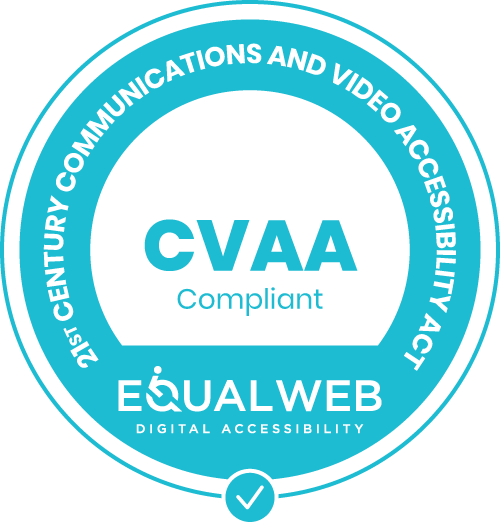 21ST CENTURY COMMUNICATIONS AND VIDEO ACCESSIBILITY ACT
CVAA
Compliant
EQUALWEB
DIGITAL ACCESSIBILITY